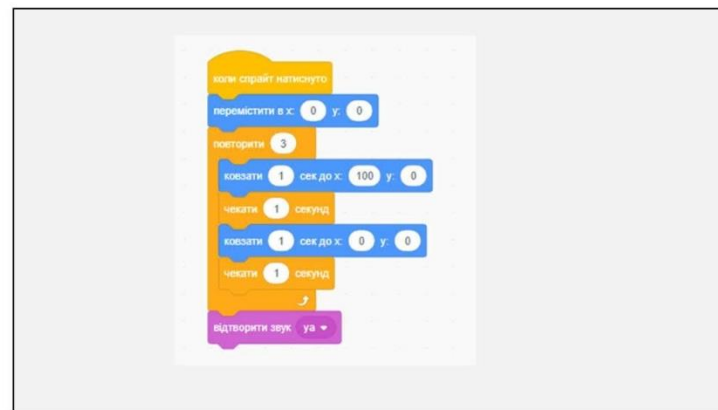 коли спрайт натиснуто
перемістити в x: 0 y: 0
повторити 3
ковзати 1 сек до x: 100 y: 0
чекати 1 секунд
ковзати 1 сек до x: 0 y: 0
чекати 1 секунд
відтворити звук ya